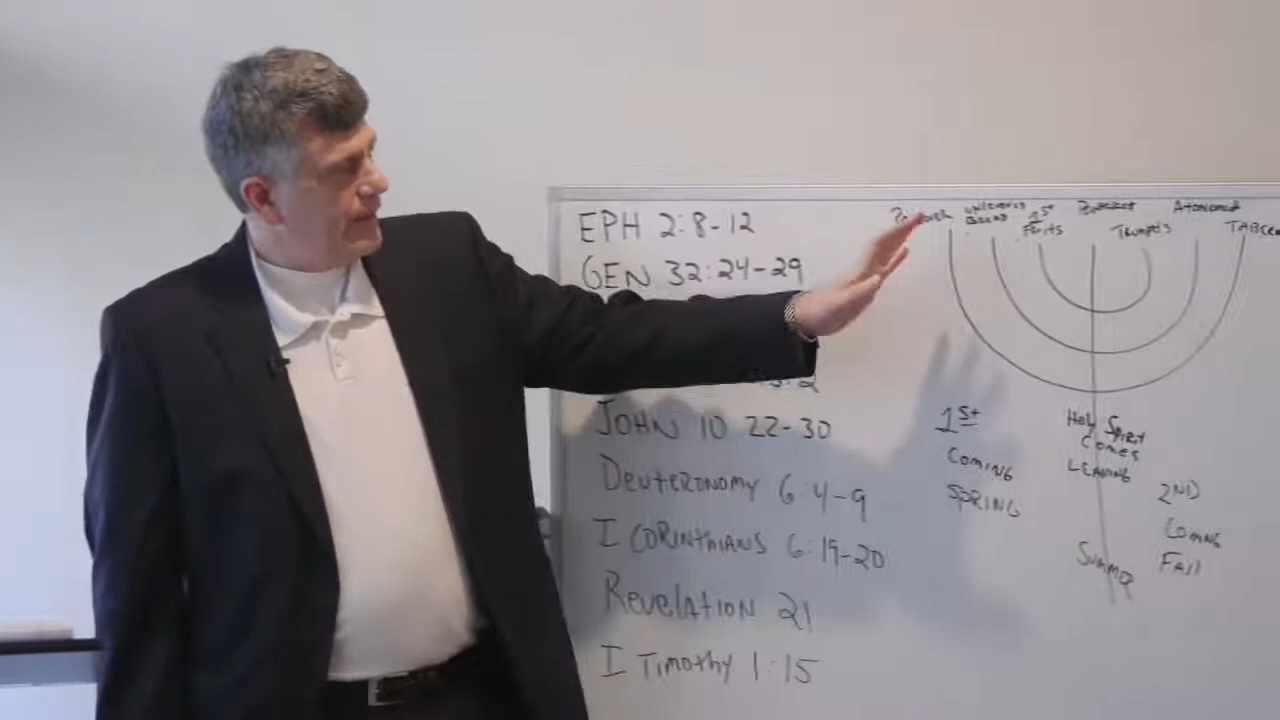 EPH 2:8-12
GEN 32:24-29
JOHN 10 22-30
DEUTERONOMY 6:4-9
I CORINTHIANS 6:19-20
REVELATION 21
I TIMOTHY 1:15
UNLEAVENED
BREAD
1ST
FRUITS
PENTECOST
TRUMPETS
ATONEMENT
1ST
COMING
SPRING
HOLY SPIRIT
COMES
LEAVING
SUMMER
2ND
COMING
FALL